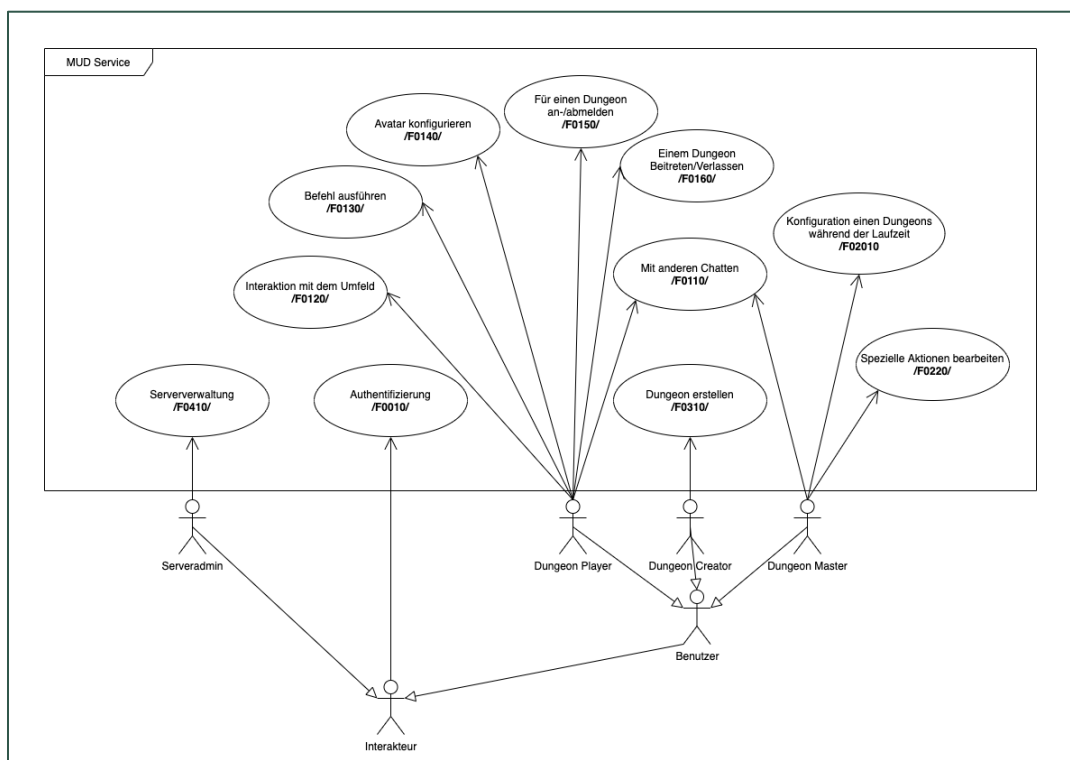 MUD Service
Für einen Dungeon
an-/abmelden
/F0150/
Avatar konfigurieren
/F0140/
Einem Dungeon
Beitreten/Verlassen
/F0160/
Befehl ausführen
/F0130/
Konfiguration einen Dungeons
während der Laufzeit
/F02010
Interaktion mit dem Umfeld
/F0120/
Mit anderen Chatten
/F0110/
Spezielle Aktionen bearbeiten
/F0220/
Serververwaltung
/F0410/
Authentifizierung
/F0010/
Dungeon erstellen
/F0310/
Serveradmin
Dungeon Player
Dungeon Creator
Dungeon Master
Benutzer
Interakteur